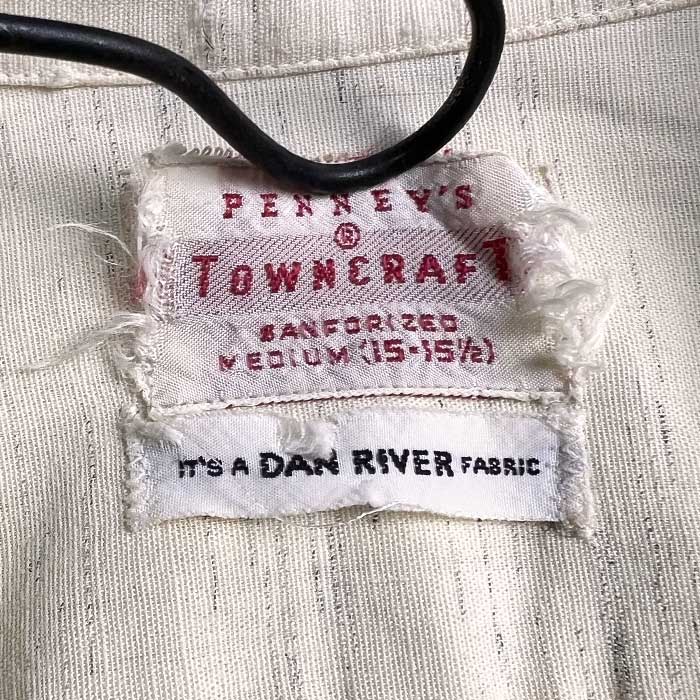 PENNEY'S
®
TOWNCRAFT
SANFORIZED
MEDIUM (15-15½)
IT'S A DAN RIVER FABRIC